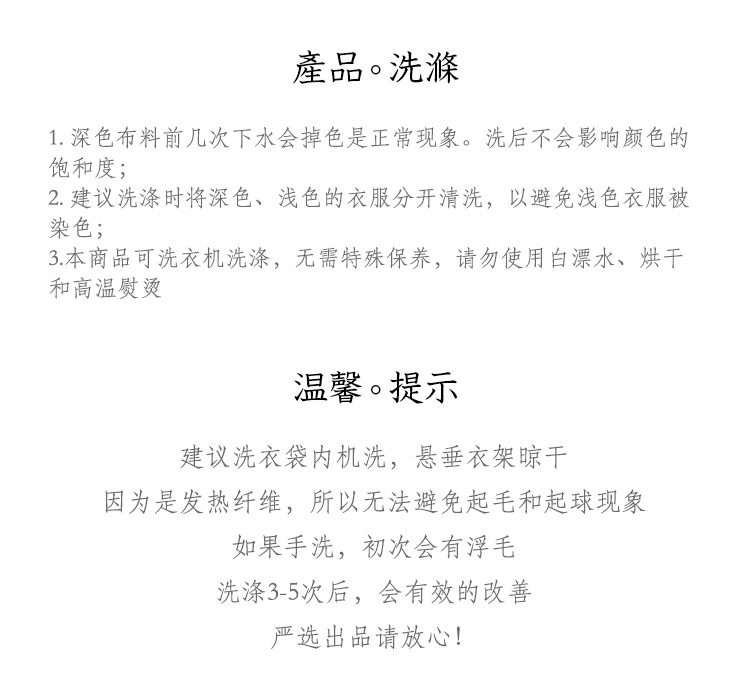 產品。洗滌
1. 深色布料前几次下水会掉色是正常现象。洗后不会影响颜色的
饱和度；
2. 建议洗涤时将深色、浅色的衣服分开清洗，以避免浅色衣服被
染色；
3.本商品可洗衣机洗涤，无需特殊保养，请勿使用白漂水、烘干
和高温熨烫
温馨。提示
建议洗衣袋内机洗，悬垂衣架晾干
因为是发热纤维，所以无法避免起毛和起球现象
如果手洗，初次会有浮毛
洗涤3-5次后，会有效的改善
严选出品请放心！